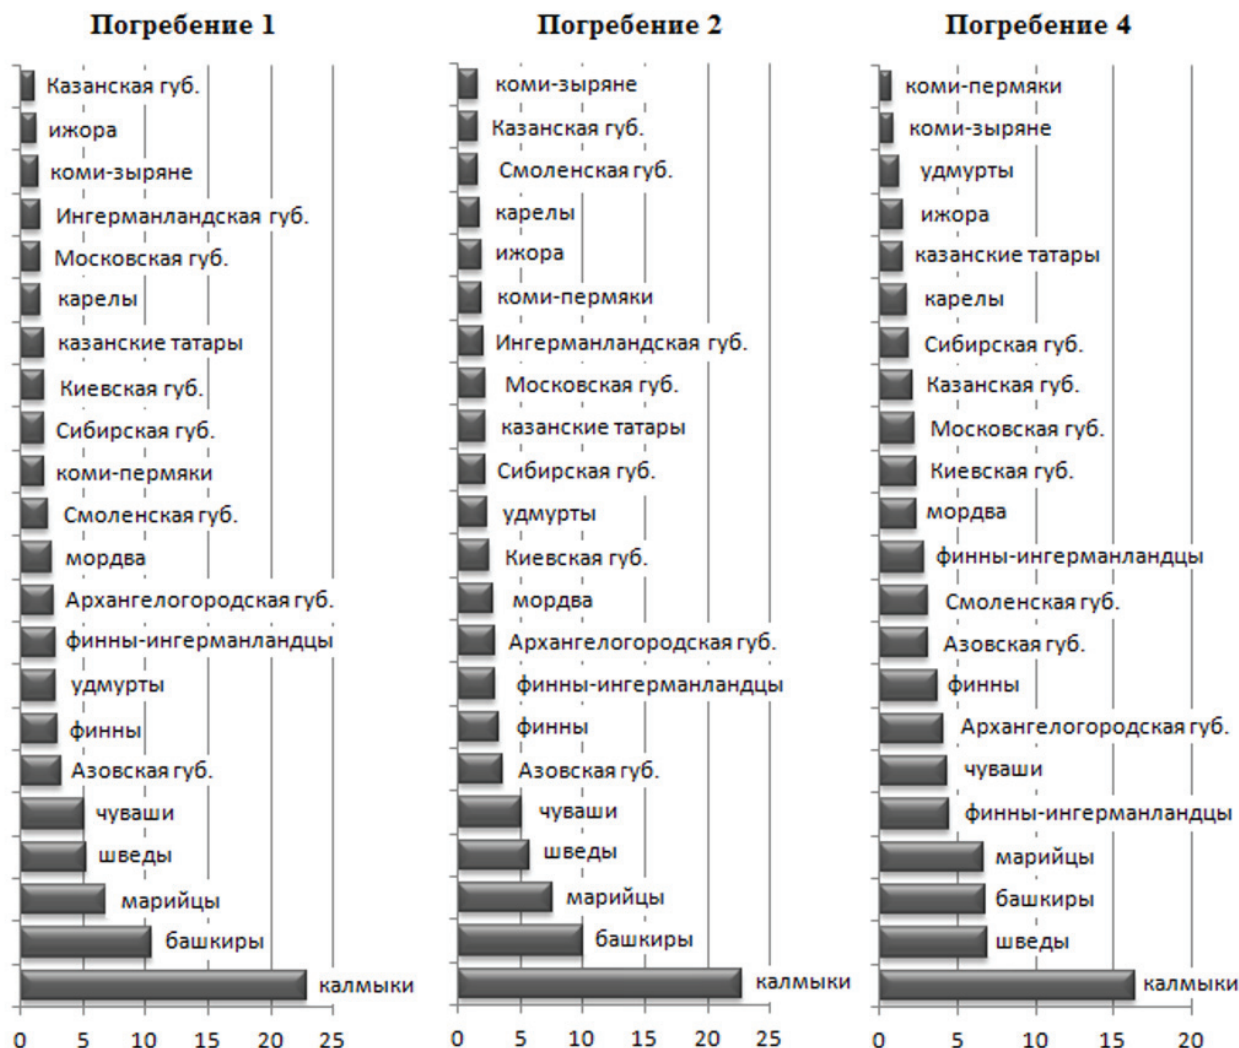 Погребение 1
Казанская губ.
ижора
коми-зыряне
Ингерманландская губ.
Московская губ.
карелы
казанские татары
Киевская губ.
Сибирская губ.
коми-пермяки
Смоленская губ.
мордва
Архангелогородская губ.
финны-ингерманландцы
удмурты
финны
Азовская губ.
чуваши
шведы
марийцы
башкиры
калмыки
0 5 10 15 20 25
Погребение 2
коми-зыряне
Казанская губ.
Смоленская губ.
карелы
ижора
коми-пермяки
Ингерманландская губ.
Московская губ.
казанские татары
Сибирская губ.
удмурты
Киевская губ.
мордва
Архангелогородская губ.
финны-ингерманландцы
финны
Азовская губ.
чуваши
шведы
марийцы
башкиры
калмыки
0 5 10 15 20 25
Погребение 4
коми-пермяки
коми-зыряне
удмурты
ижора
казанские татары
карелы
Сибирская губ.
Казанская губ.
Московская губ.
Киевская губ.
мордва
финны-ингерманландцы
Смоленская губ.
Азовская губ.
финны
Архангелогородская губ.
чуваши
финны-ингерманландцы
марийцы
башкиры
шведы
калмыки
0 5 10 15 20